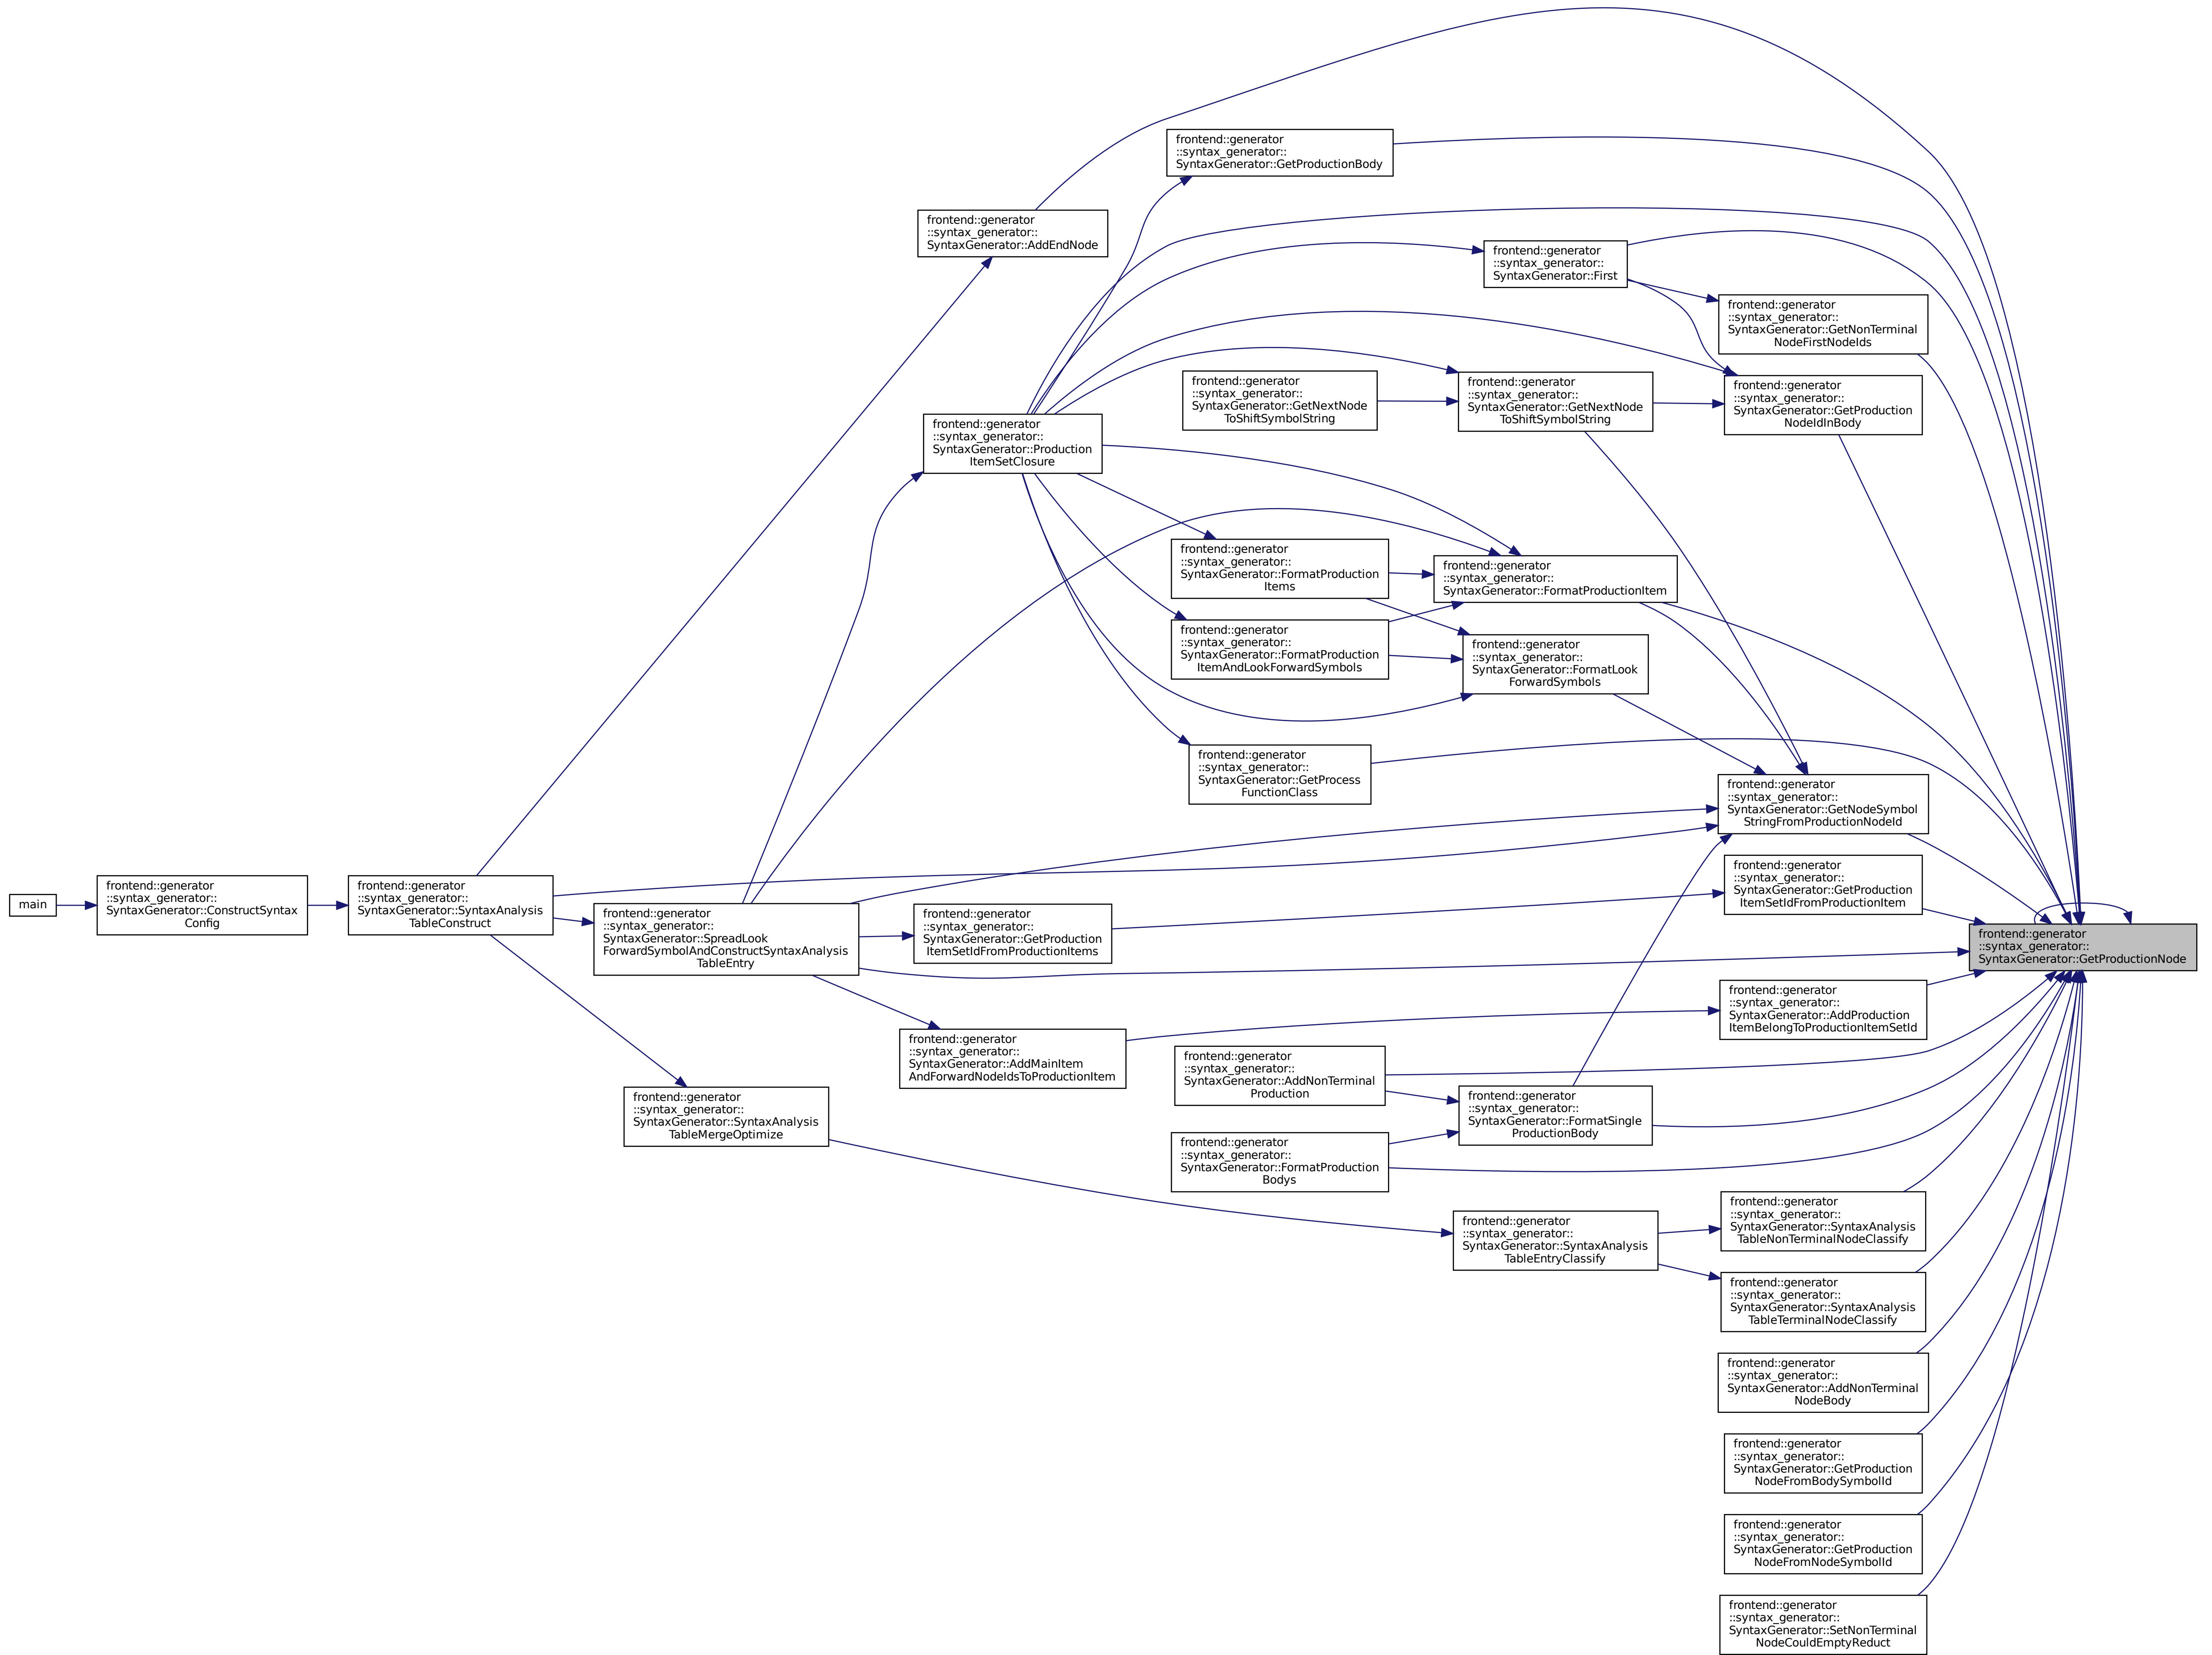 frontend::generator
::syntax_generator::
SyntaxGenerator::GetProductionBody
frontend::generator
::syntax_generator::
SyntaxGenerator::AddEndNode
frontend::generator
::syntax_generator::
SyntaxGenerator::First
frontend::generator
::syntax_generator::
SyntaxGenerator::GetNonTerminal
NodeFirstNodeIds
frontend::generator
::syntax_generator::
SyntaxGenerator::GetNextNode
ToShiftSymbolString
frontend::generator
::syntax_generator::
SyntaxGenerator::GetNextNode
ToShiftSymbolString
frontend::generator
::syntax_generator::
SyntaxGenerator::GetProduction
NodeIdInBody
frontend::generator
::syntax_generator::
SyntaxGenerator::Production
ItemSetClosure
frontend::generator
::syntax_generator::
SyntaxGenerator::FormatProduction
Items
frontend::generator
::syntax_generator::
SyntaxGenerator::FormatProductionItem
frontend::generator
::syntax_generator::
SyntaxGenerator::FormatProduction
ItemAndLookForwardSymbols
frontend::generator
::syntax_generator::
SyntaxGenerator::FormatLook
ForwardSymbols
frontend::generator
::syntax_generator::
SyntaxGenerator::GetProcess
FunctionClass
frontend::generator
::syntax_generator::
SyntaxGenerator::GetNodeSymbol
StringFromProductionNodeId
frontend::generator
::syntax_generator::
SyntaxGenerator::GetProduction
ItemSetIdFromProductionItem
main
frontend::generator
::syntax_generator::
SyntaxGenerator::ConstructSyntax
Config
frontend::generator
::syntax_generator::
SyntaxGenerator::SyntaxAnalysis
TableConstruct
frontend::generator
::syntax_generator::
SyntaxGenerator::SpreadLook
ForwardSymbolAndConstructSyntaxAnalysis
TableEntry
frontend::generator
::syntax_generator::
SyntaxGenerator::GetProduction
ItemSetIdFromProductionItems
frontend::generator
::syntax_generator::
SyntaxGenerator::GetProductionNode
frontend::generator
::syntax_generator::
SyntaxGenerator::AddProduction
ItemBelongToProductionItemSetId
frontend::generator
::syntax_generator::
SyntaxGenerator::AddMainItem
AndForwardNodeIdsToProductionItem
frontend::generator
::syntax_generator::
SyntaxGenerator::AddNonTerminal
Production
frontend::generator
::syntax_generator::
SyntaxGenerator::SyntaxAnalysis
TableMergeOptimize
frontend::generator
::syntax_generator::
SyntaxGenerator::FormatSingle
ProductionBody
frontend::generator
::syntax_generator::
SyntaxGenerator::FormatProduction
Bodys
frontend::generator
::syntax_generator::
SyntaxGenerator::SyntaxAnalysis
TableEntryClassify
frontend::generator
::syntax_generator::
SyntaxGenerator::SyntaxAnalysis
TableNonTerminalNodeClassify
frontend::generator
::syntax_generator::
SyntaxGenerator::SyntaxAnalysis
TableTerminalNodeClassify
frontend::generator
::syntax_generator::
SyntaxGenerator::AddNonTerminal
NodeBody
frontend::generator
::syntax_generator::
SyntaxGenerator::GetProduction
NodeFromBodySymbolId
frontend::generator
::syntax_generator::
SyntaxGenerator::GetProduction
NodeFromNodeSymbolId
frontend::generator
::syntax_generator::
SyntaxGenerator::SetNonTerminal
NodeCouldEmptyReduct